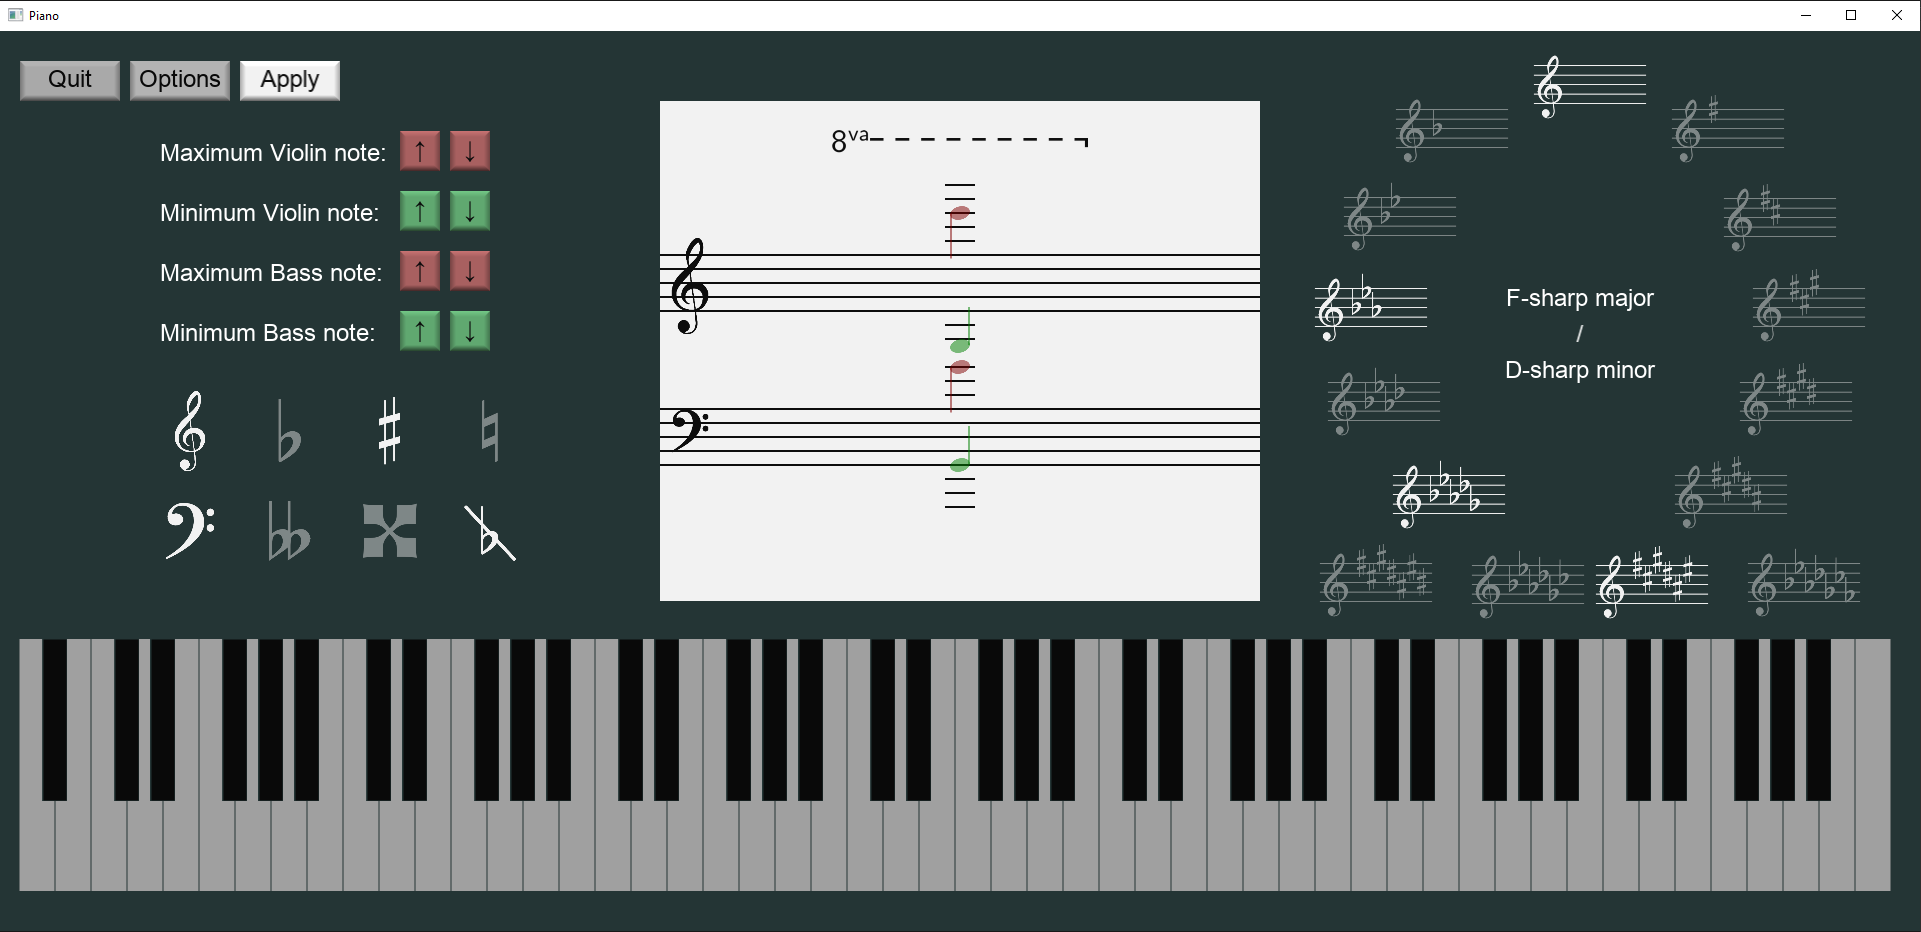 Piano
Quit Options Apply
Maximum Violin note: ↑ ↓
Minimum Violin note: ↑ ↓
Maximum Bass note: ↑ ↓
Minimum Bass note: ↑ ↓
8va
F-sharp major
/
D-sharp minor